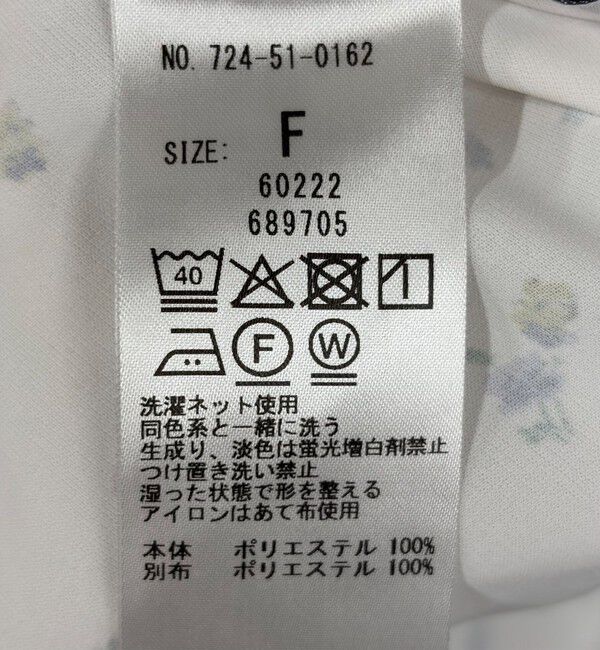 NO. 724-51-0162
SIZE: F
60222
689705
40
F W
洗濯ネット使用
同色系と一緒に洗う
生成り、淡色は蛍光増白剤禁止
つけ置き洗い禁止
湿った状態で形を整える
アイロンはあて布使用
本体 ポリエステル 100%
別布 ポリエステル 100%